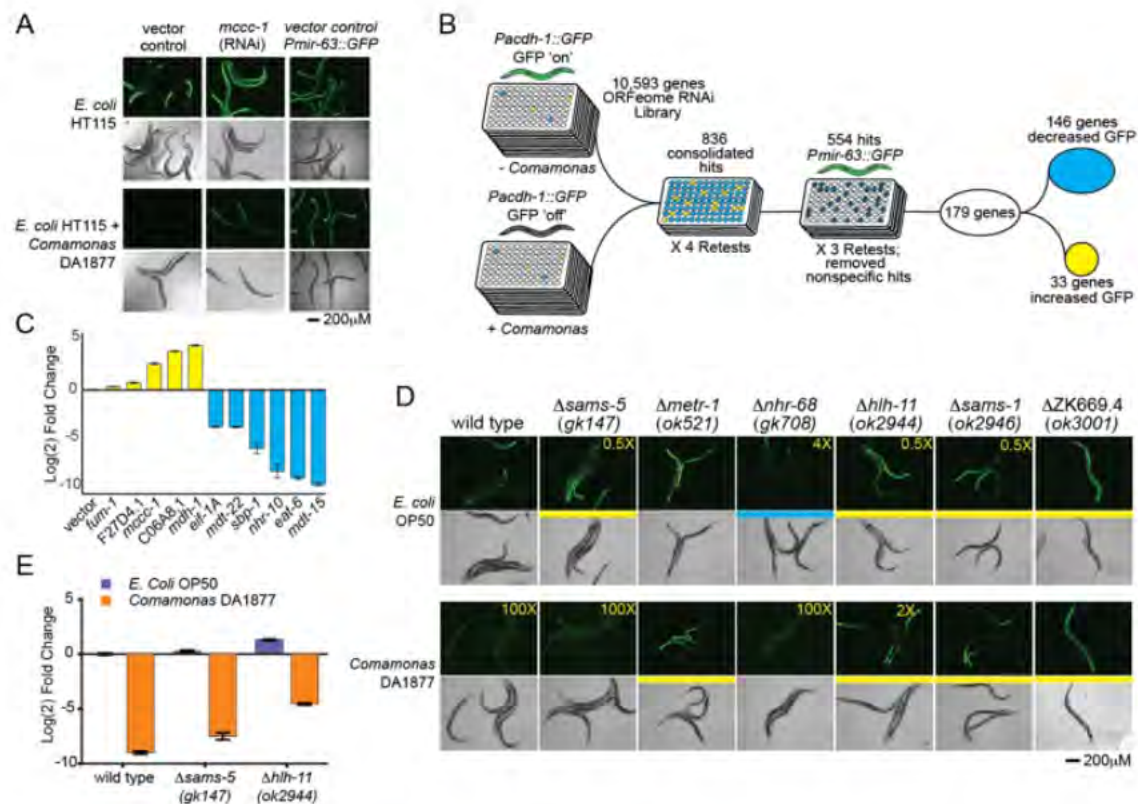 A
vector
control
mccc-1
(RNAi)
vector control
Pmir-63::GFP
E. coli
HT115
E. coli HT115 +
Comamonas
DA1877
200μM
B
Pacdh-1::GFP
GFP 'on'
10,593 genes
ORFeome RNAi
Library
- Comamonas
Pacdh-1::GFP
GFP 'off'
+ Comamonas
836
consolidated
hits
X 4 Retests
554 hits
Pmir-63::GFP
X 3 Retests;
removed
nonspecific hits
179 genes
146 genes
decreased GFP
33 genes
increased GFP
C
Log(2) Fold Change
5
0
-5
-10
vector
fum-1
F27D4.1
mccc-1
C06A8.1
mdh-1
eif-1A
mdt-22
sbp-1
nhr-10
eat-6
mdt-15
D
wild type
Δsams-5
(gk147)
Δmetr-1
(ok521)
Δnhr-68
(gk708)
Δhlh-11
(ok2944)
Δsams-1
(ok2946)
ΔZK669.4
(ok3001)
0.5X
4X
0.5X
0.5X
E. coli
OP50
100X
100X
100X
2X
Comamonas
DA1877
200μM
E
E. Coli OP50
Comamonas DA1877
Log(2) Fold Change
5
0
-5
-10
wild type
Δsams-5
(gk147)
Δhlh-11
(ok2944)